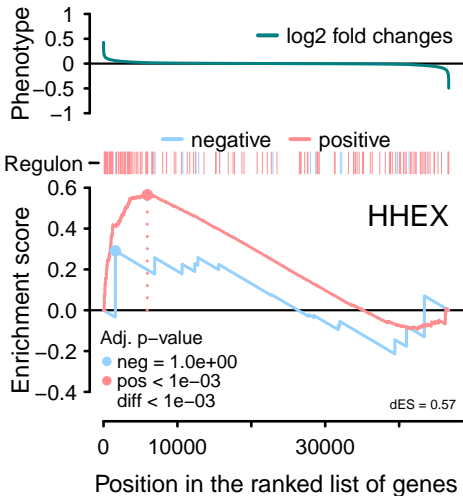 Phenotype
1
0.5
0
−0.5
−1
log2 fold changes
negative positive
Regulon
Enrichment score
0.6
0.4
0.2
0.0
−0.2
−0.4
HHEX
Adj. p-value
neg = 1.0e+00
pos < 1e−03
diff < 1e−03
dES = 0.57
0 10000 30000
Position in the ranked list of genes